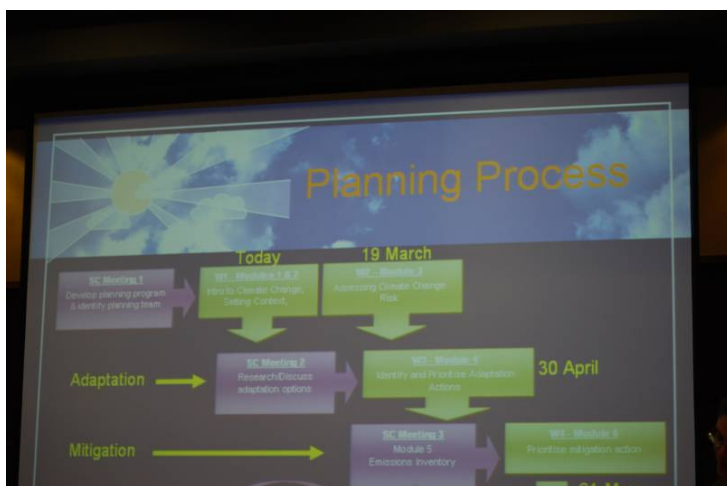 Planning Process
Today
19 March
SC Meeting 1
Develop planning program
& Identify planning team
W1 - Modules 1 & 2
Intro to Climate Change,
Setting Context,
W2 - Module 3
Assessing Climate Change
Risk
Adaptation
SC Meeting 2
Research/Discuss
adaptation options
W3 - Module 4
Identify and Prioritise Adaptation
Actions
30 April
Mitigation
SC Meeting 3
Module 5
Emissions Inventory
W4 - Module 6
Prioritise mitigation action